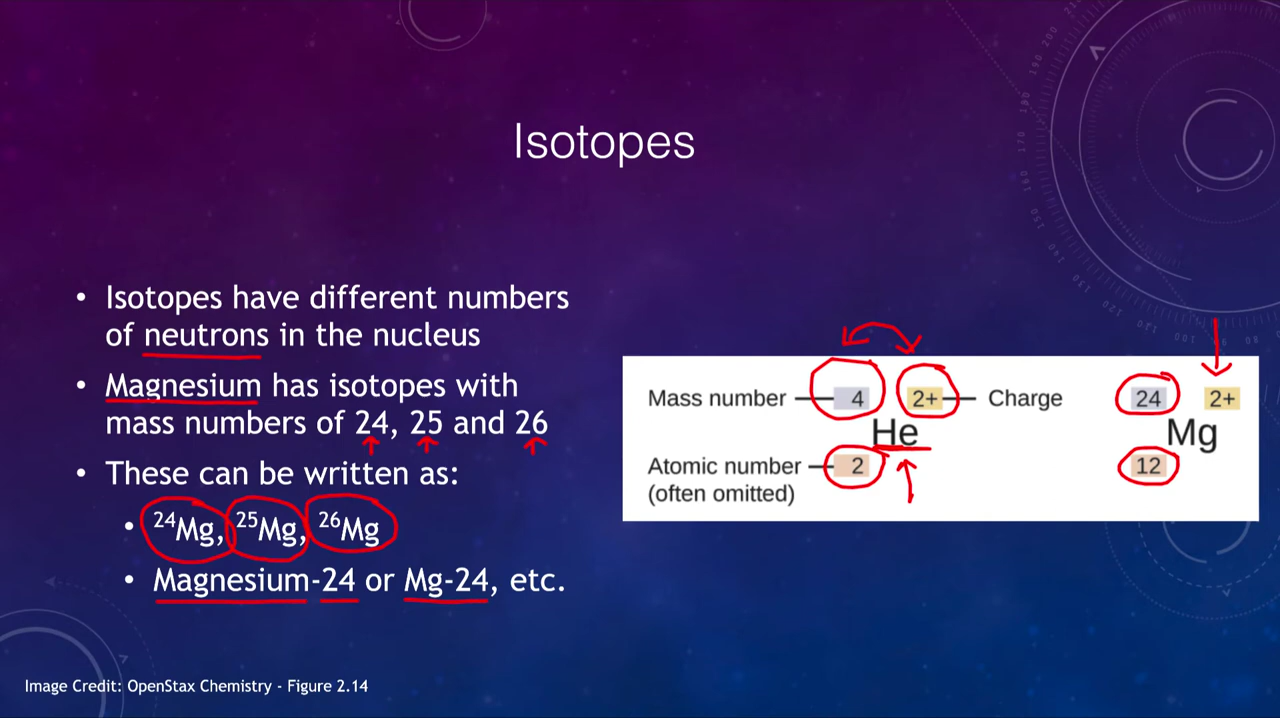 Isotopes
• Isotopes have different numbers
of neutrons in the nucleus
• Magnesium has isotopes with
mass numbers of 24, 25 and 26
• These can be written as:
• ²⁴Mg, ²⁵Mg, ²⁶Mg
• Magnesium-24 or Mg-24, etc.
Mass number 4 2+ Charge
He
Atomic number 2
(often omitted)
24 2+
Mg
12
Image Credit: OpenStax Chemistry - Figure 2.14